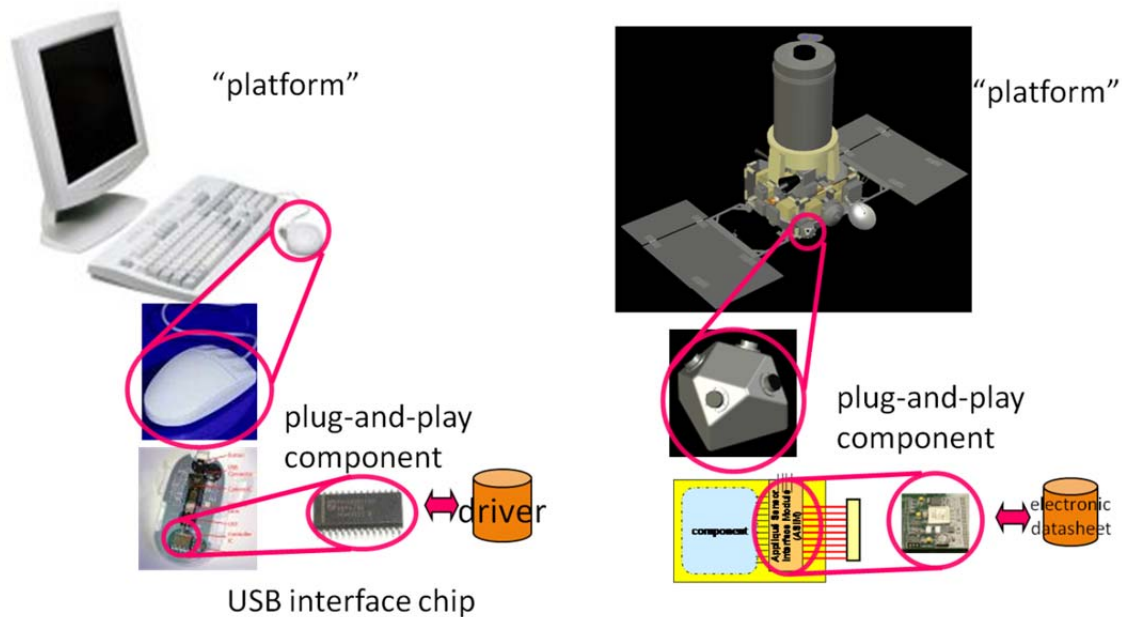 “platform”
“platform”
plug-and-play
component
driver
USB interface chip
plug-and-play
component
component
Appliqué Sensor
Interface Module
(ASIM)
electronic
datasheet